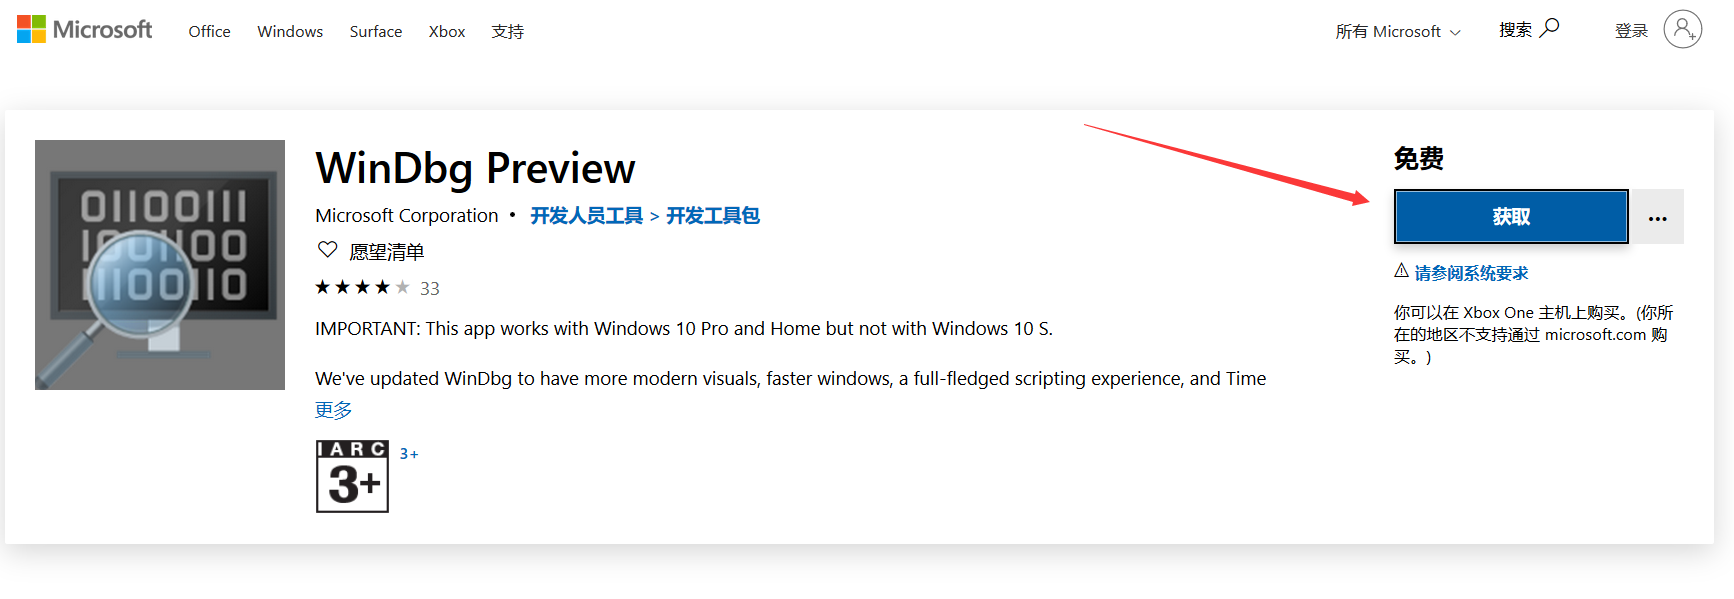 Microsoft Office Windows Surface Xbox 支持 所有 Microsoft 搜索 登录
WinDbg Preview
Microsoft Corporation • 开发人员工具 > 开发工具包
愿望清单
33
IMPORTANT: This app works with Windows 10 Pro and Home but not with Windows 10 S.
We've updated WinDbg to have more modern visuals, faster windows, a full-fledged scripting experience, and Time
更多
IARC
3+
3+
免费
获取
...
请参阅系统要求
你可以在 Xbox One 主机上购买。(你所
在的地区不支持通过 microsoft.com 购
买。)
01100111
1001100
11100110